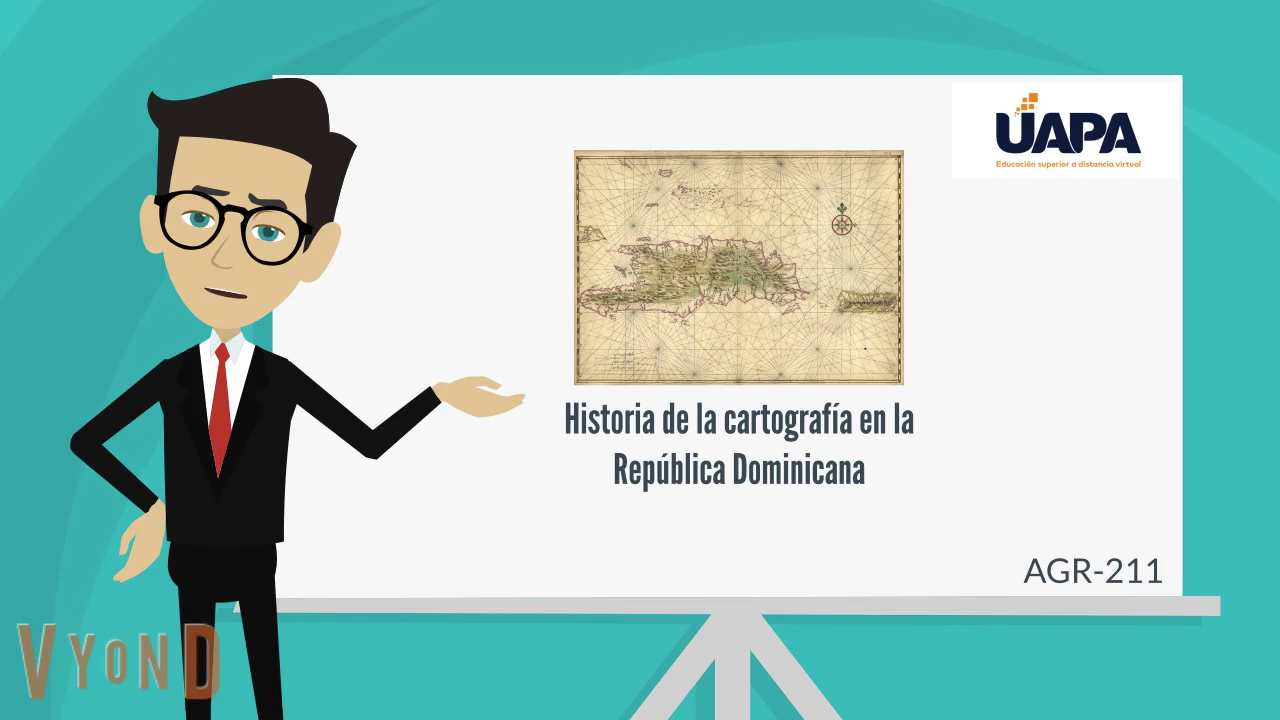 UAPA
Educación superior a distancia virtual
Historia de la cartografía en la
República Dominicana
AGR-211
VYOND